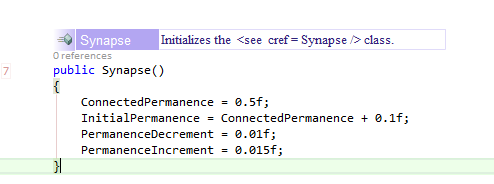 Synapse Initializes the <see cref = Synapse /> class.
0 references
7 public Synapse()
{
ConnectedPermanence = 0.5f;
InitialPermanence = ConnectedPermanence + 0.1f;
PermanenceDecrement = 0.01f;
PermanenceIncrement = 0.015f;
}